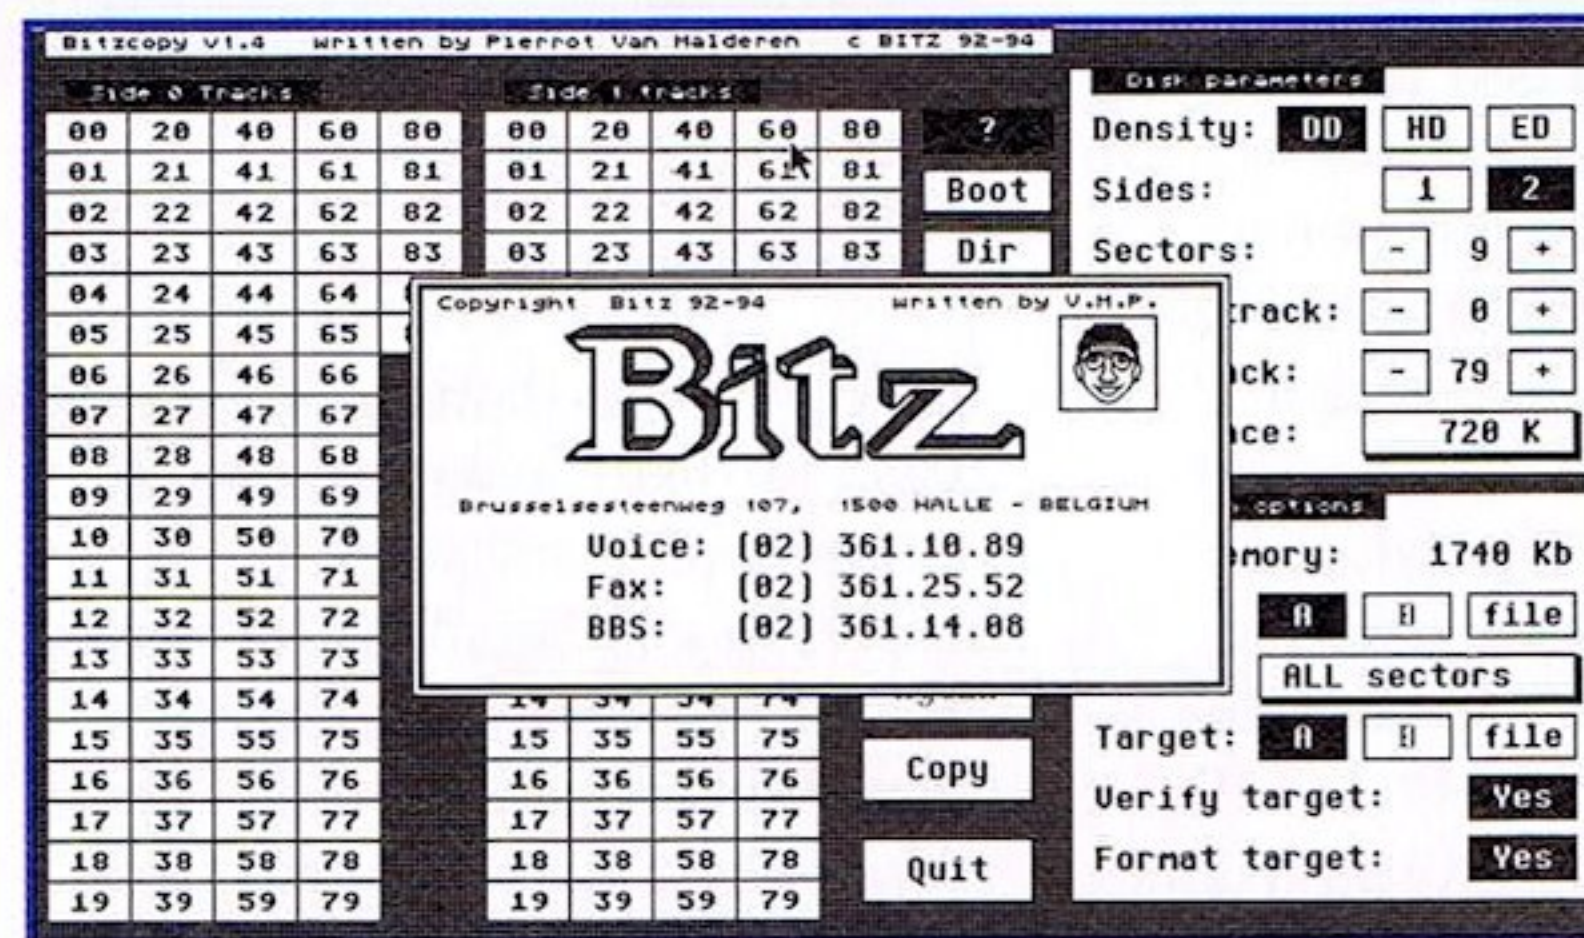 Bitzcopy v1.4 written by Pierrot Van Malderen c BITZ 92-94
Side 0 Tracks
00 20 40 60 80
01 21 41 61 81
02 22 42 62 82
03 23 43 63 83
04 24 44 64
05 25 45 65
06 26 46 66
07 27 47 67
08 28 48 68
09 29 49 69
10 30 50 70
11 31 51 71
12 32 52 72
13 33 53 73
14 34 54 74
15 35 55 75
16 36 56 76
17 37 57 77
18 38 58 78
19 39 59 79
Side 1 tracks
00 20 40 60 80
01 21 41 61 81
02 22 42 62 82
03 23 43 63 83
15 35 55 75
16 36 56 76
17 37 57 77
18 38 58 78
19 39 59 79
?
Boot
Dir
Copy
Quit
Copyright Bitz 92-94 written by V.M.P.
Bitz
Brusselsesteenweg 107, 1500 HALLE - BELGIUM
Voice: (02) 361.10.89
Fax: (02) 361.25.52
BBS: (02) 361.14.08
Disk parameters
Density: DD HD ED
Sides: 1 2
Sectors: - 9 +
track: - 0 +
ck: - 79 +
ce: 720 K
options
emory: 1740 Kb
A B file
ALL sectors
Target: A B file
Verify target: Yes
Format target: Yes